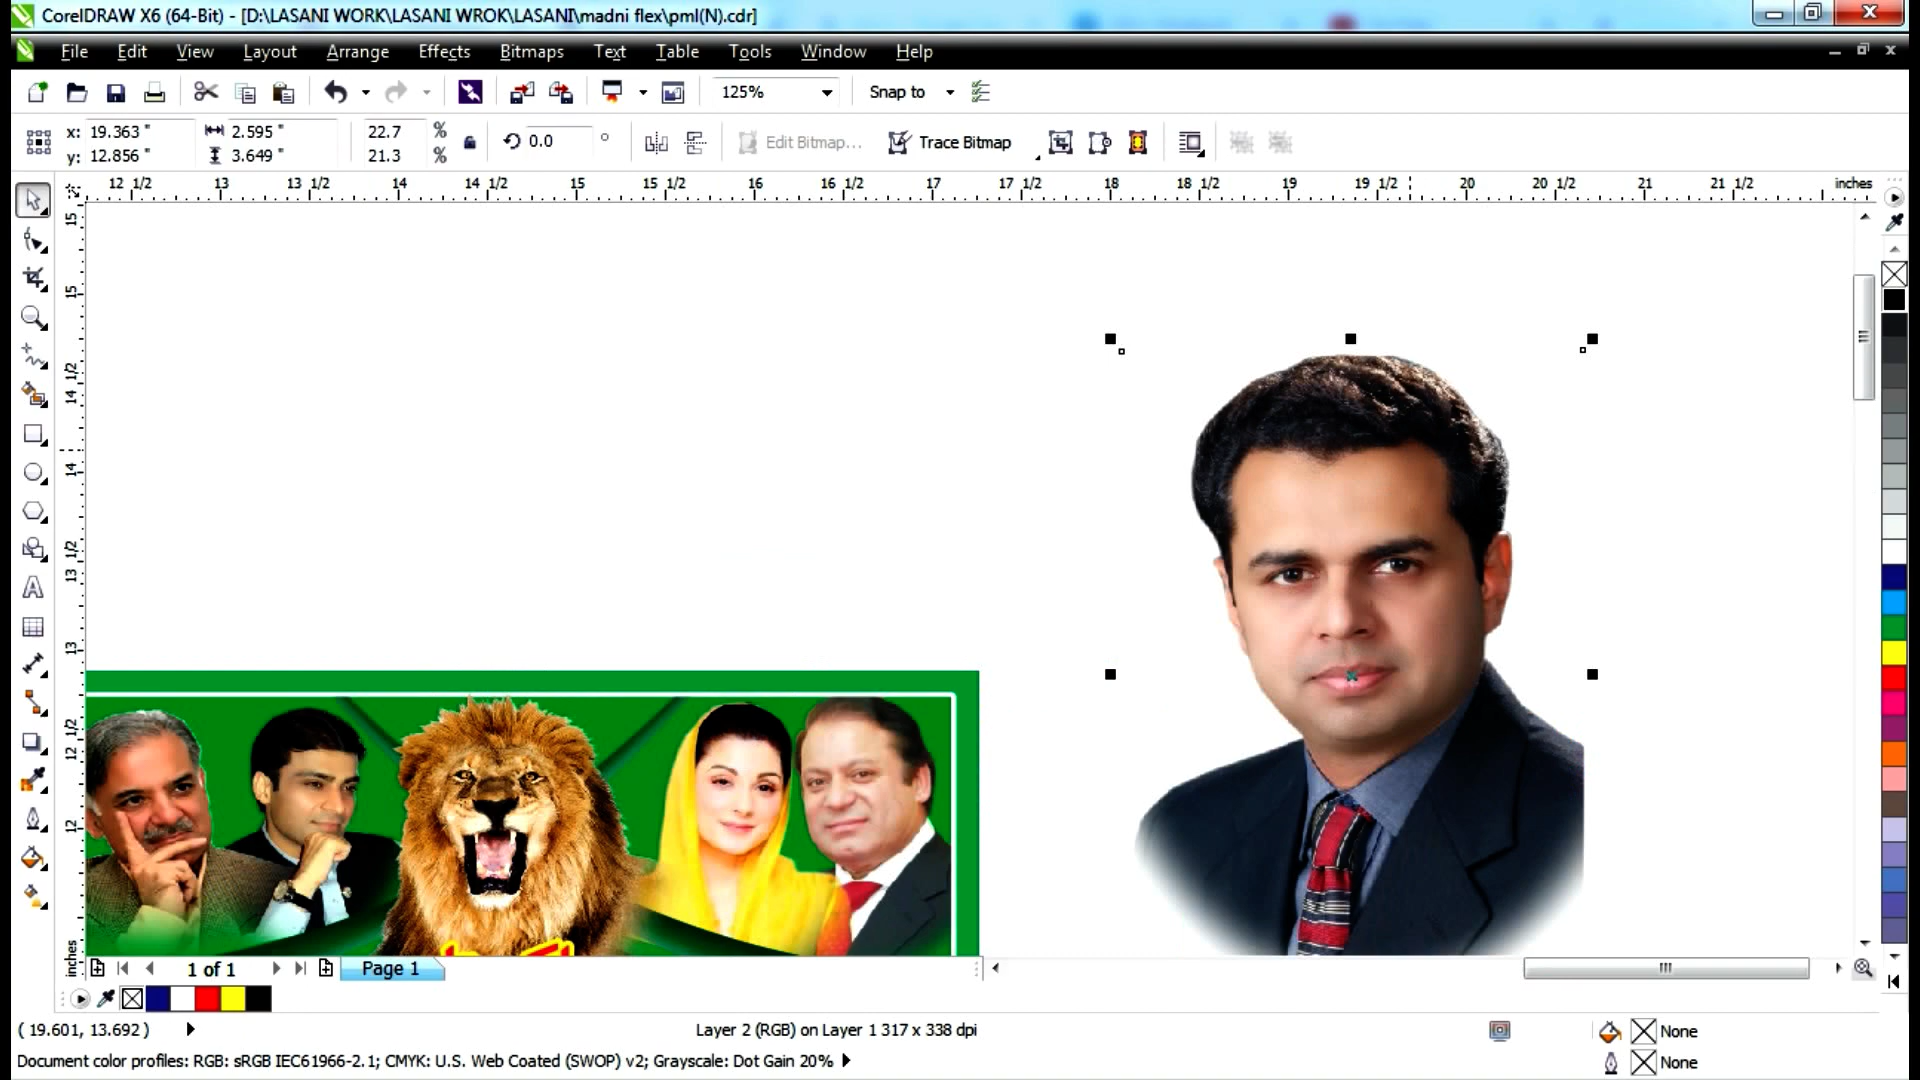 CorelDRAW X6 (64-Bit) - [D:\LASANI WORK\LASANI WROK\LASANI\madni flex\pml(N).cdr]
File Edit View Layout Arrange Effects Bitmaps Text Table Tools Window Help
125% Snap to
x: 19.363 " 2.595 " 22.7 % 0.0 ° Edit Bitmap... Trace Bitmap
y: 12.856 " 3.649 " 21.3 %
12 1/2 13 13 1/2 14 14 1/2 15 15 1/2 16 16 1/2 17 17 1/2 18 18 1/2 19 19 1/2 20 20 1/2 21 21 1/2 inches
15
15
14 1/2
14
13 1/2
13
12 1/2
12
inches
1 of 1 Page 1
( 19.601, 13.692 ) Layer 2 (RGB) on Layer 1 317 x 338 dpi None
Document color profiles: RGB: sRGB IEC61966-2.1; CMYK: U.S. Web Coated (SWOP) v2; Grayscale: Dot Gain 20% None